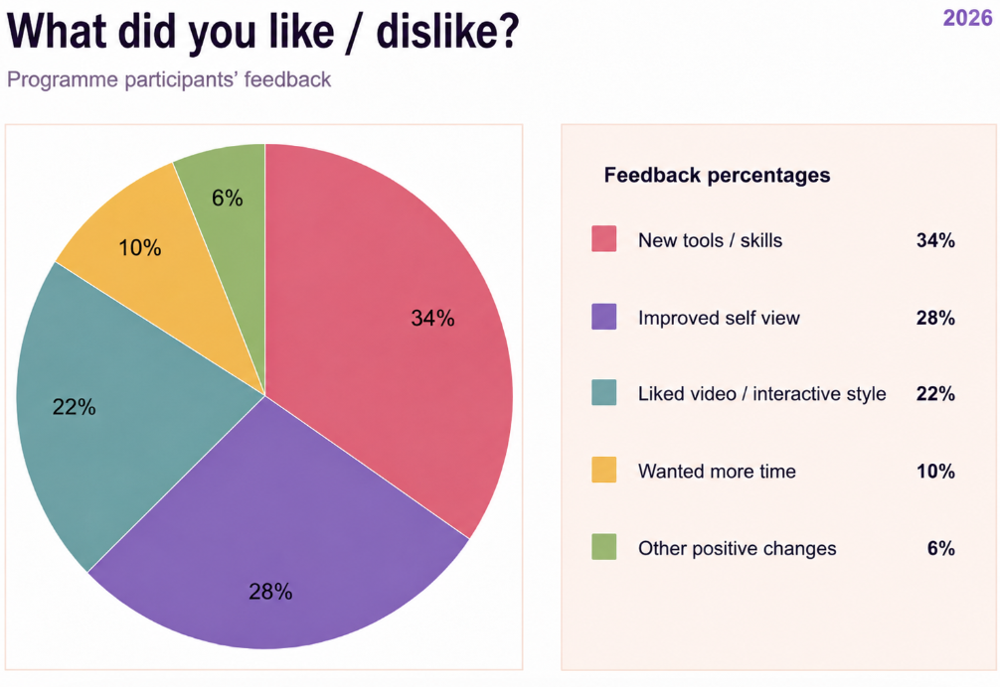 What did you like / dislike?
2026
Programme participants’ feedback
6%
10%
34%
22%
28%
Feedback percentages
New tools / skills 34%
Improved self view 28%
Liked video / interactive style 22%
Wanted more time 10%
Other positive changes 6%